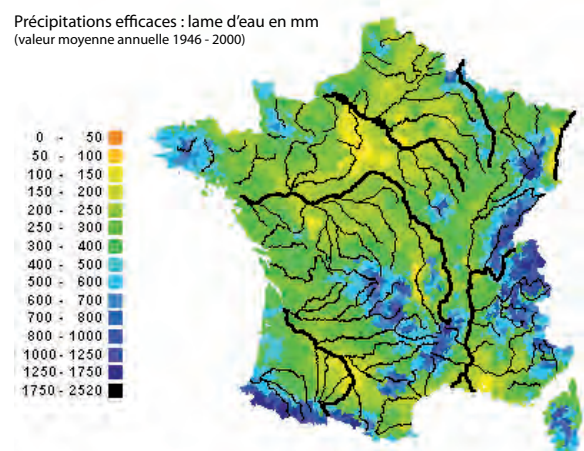 Précipitations efficaces : lame d'eau en mm
(valeur moyenne annuelle 1946 - 2000)
0 - 50
50 - 100
100 - 150
150 - 200
200 - 250
250 - 300
300 - 400
400 - 500
500 - 600
600 - 700
700 - 800
800 - 1000
1000 - 1250
1250 - 1750
1750 - 2520